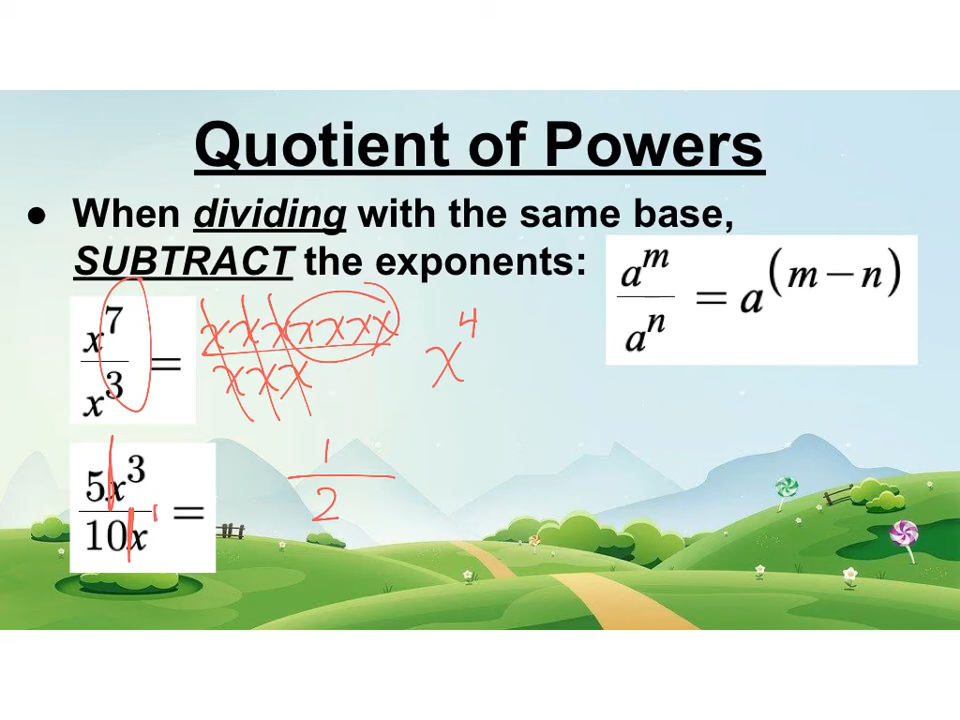 Quotient of Powers
● When dividing with the same base,
SUBTRACT the exponents:
a^m / a^n = a^(m − n)
x^7 / x^3 = xxxxxxx / xxx x^4
5x^3 / 10x^1 = 1 / 2